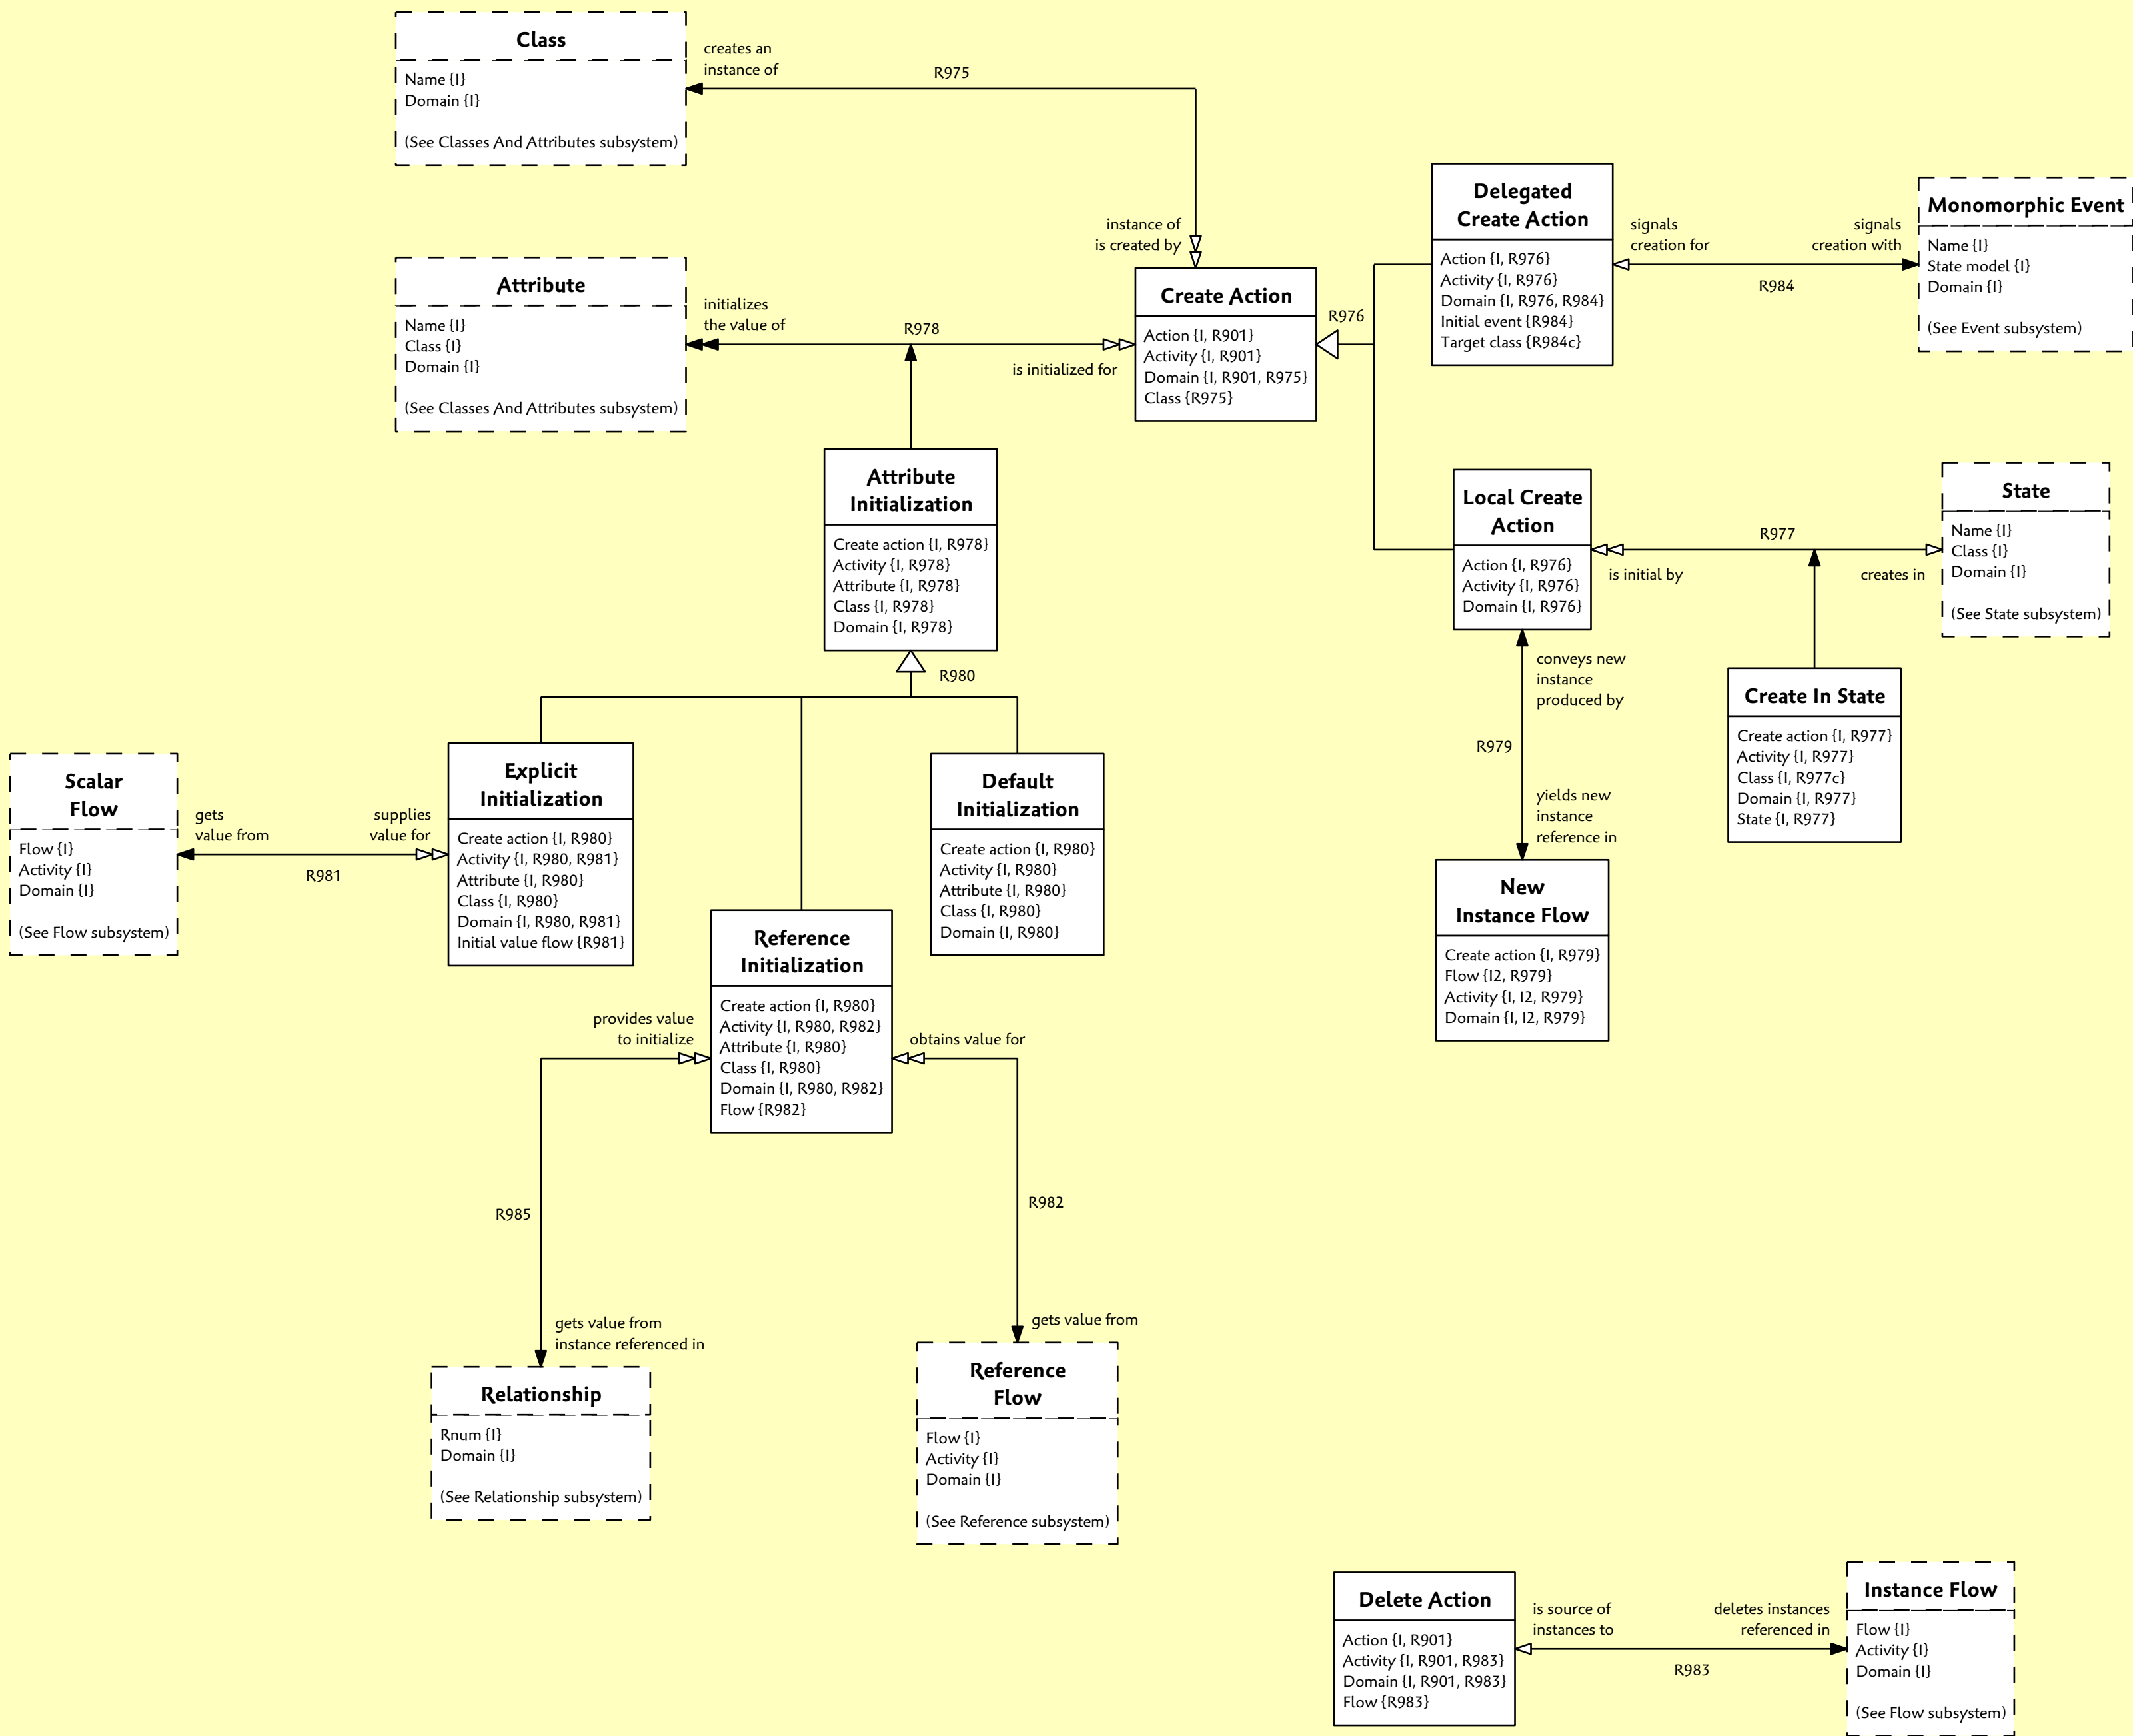 Class
Name {I}
Domain {I}
(See Classes And Attributes subsystem)
creates an
instance of
R975
instance of
is created by
Attribute
Name {I}
Class {I}
Domain {I}
(See Classes And Attributes subsystem)
initializes
the value of
R978
is initialized for
Create Action
Action {I, R901}
Activity {I, R901}
Domain {I, R901, R975}
Class {R975}
R976
Delegated
Create Action
Action {I, R976}
Activity {I, R976}
Domain {I, R976, R984}
Initial event {R984}
Target class {R984c}
signals
creation for
signals
creation with
R984
Monomorphic Event
Name {I}
State model {I}
Domain {I}
(See Event subsystem)
Attribute
Initialization
Create action {I, R978}
Activity {I, R978}
Attribute {I, R978}
Class {I, R978}
Domain {I, R978}
R980
Local Create
Action
Action {I, R976}
Activity {I, R976}
Domain {I, R976}
R977
is initial by
creates in
State
Name {I}
Class {I}
Domain {I}
(See State subsystem)
conveys new
instance
produced by
R979
yields new
instance
reference in
Create In State
Create action {I, R977}
Activity {I, R977}
Class {I, R977c}
Domain {I, R977}
State {I, R977}
Scalar
Flow
Flow {I}
Activity {I}
Domain {I}
(See Flow subsystem)
gets
value from
supplies
value for
R981
Explicit
Initialization
Create action {I, R980}
Activity {I, R980, R981}
Attribute {I, R980}
Class {I, R980}
Domain {I, R980, R981}
Initial value flow {R981}
Default
Initialization
Create action {I, R980}
Activity {I, R980}
Attribute {I, R980}
Class {I, R980}
Domain {I, R980}
New
Instance Flow
Create action {I, R979}
Flow {I2, R979}
Activity {I, I2, R979}
Domain {I, I2, R979}
Reference
Initialization
Create action {I, R980}
Activity {I, R980, R982}
Attribute {I, R980}
Class {I, R980}
Domain {I, R980, R982}
Flow {R982}
provides value
to initialize
obtains value for
R985
R982
gets value from
instance referenced in
gets value from
Relationship
Rnum {I}
Domain {I}
(See Relationship subsystem)
Reference
Flow
Flow {I}
Activity {I}
Domain {I}
(See Reference subsystem)
Delete Action
Action {I, R901}
Activity {I, R901, R983}
Domain {I, R901, R983}
Flow {R983}
is source of
instances to
deletes instances
referenced in
R983
Instance Flow
Flow {I}
Activity {I}
Domain {I}
(See Flow subsystem)